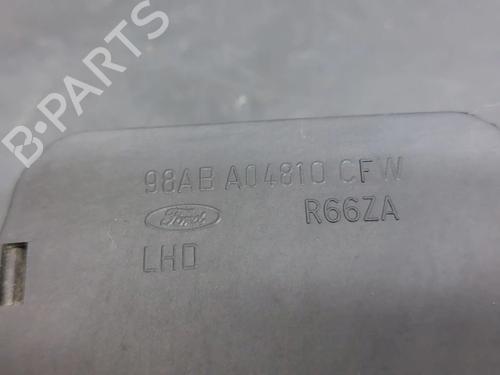 B-PARTS
98AB A04810 CFW
Ford
R66ZA
LHD